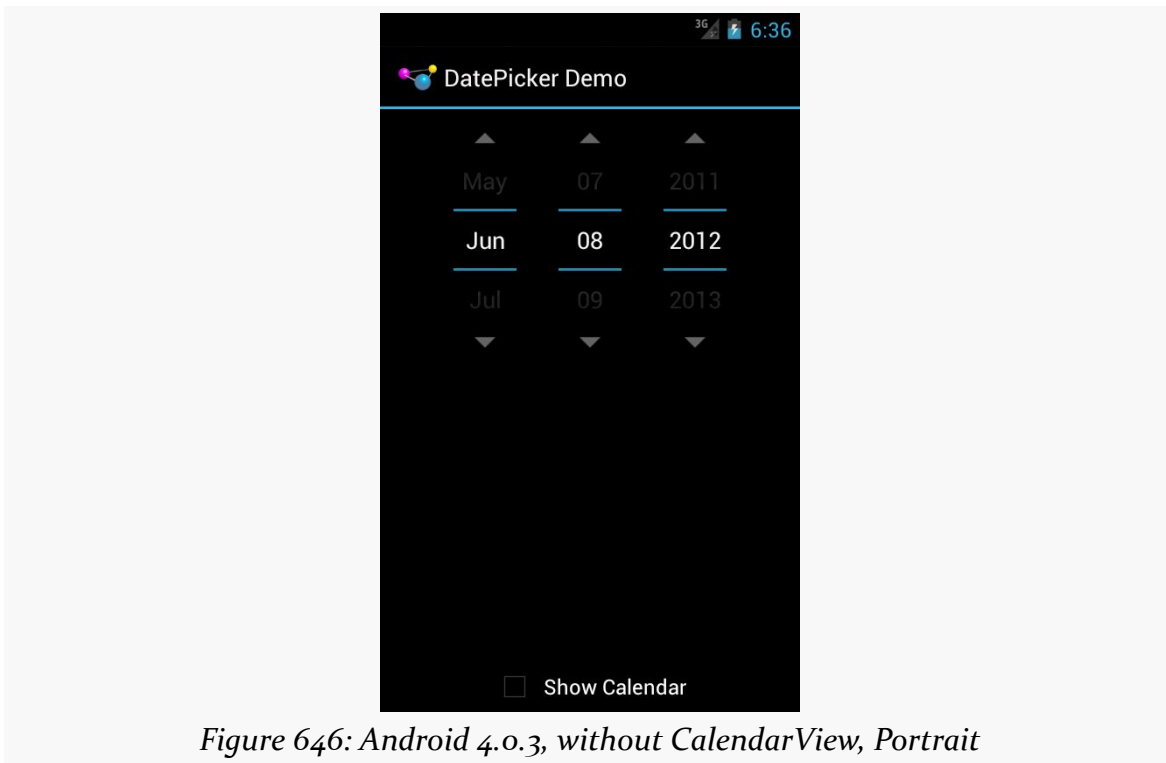 3G 6:36
DatePicker Demo
May 07 2011
Jun 08 2012
Jul 09 2013
Show Calendar
Figure 646: Android 4.0.3, without CalendarView, Portrait